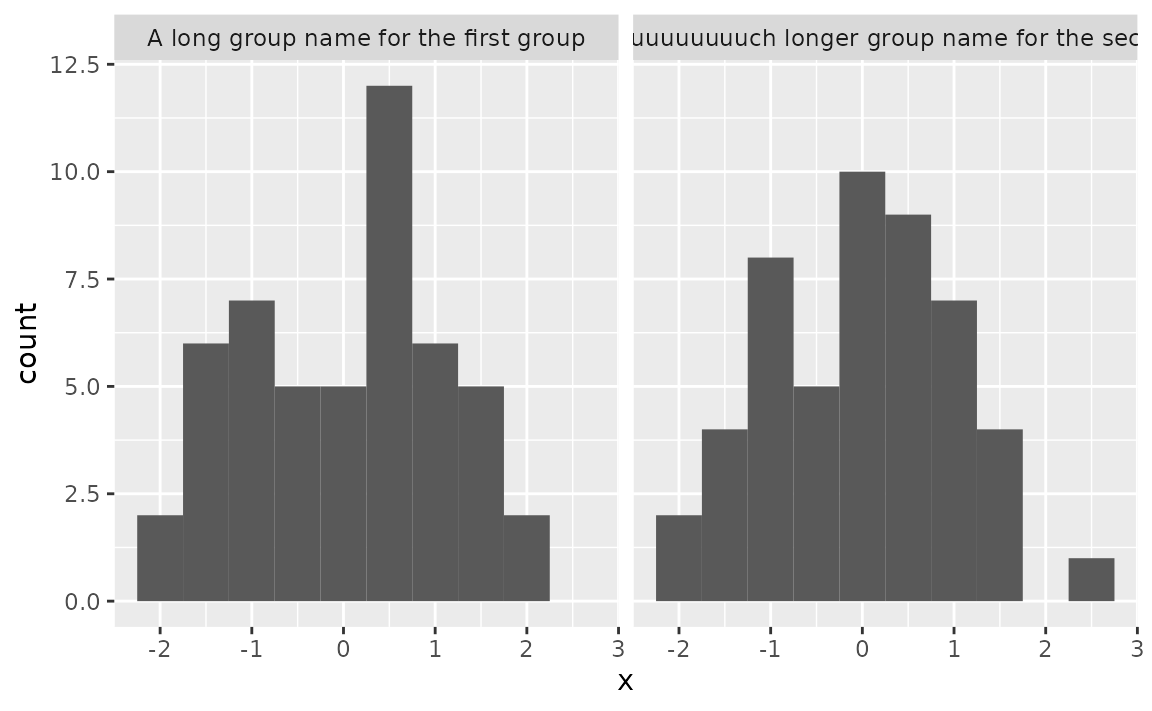 A long group name for the first group
uuuuuuuuch longer group name for the sec
12.5
10.0
7.5
5.0
2.5
0.0
count
-2 -1 0 1 2 3
-2 -1 0 1 2 3
x